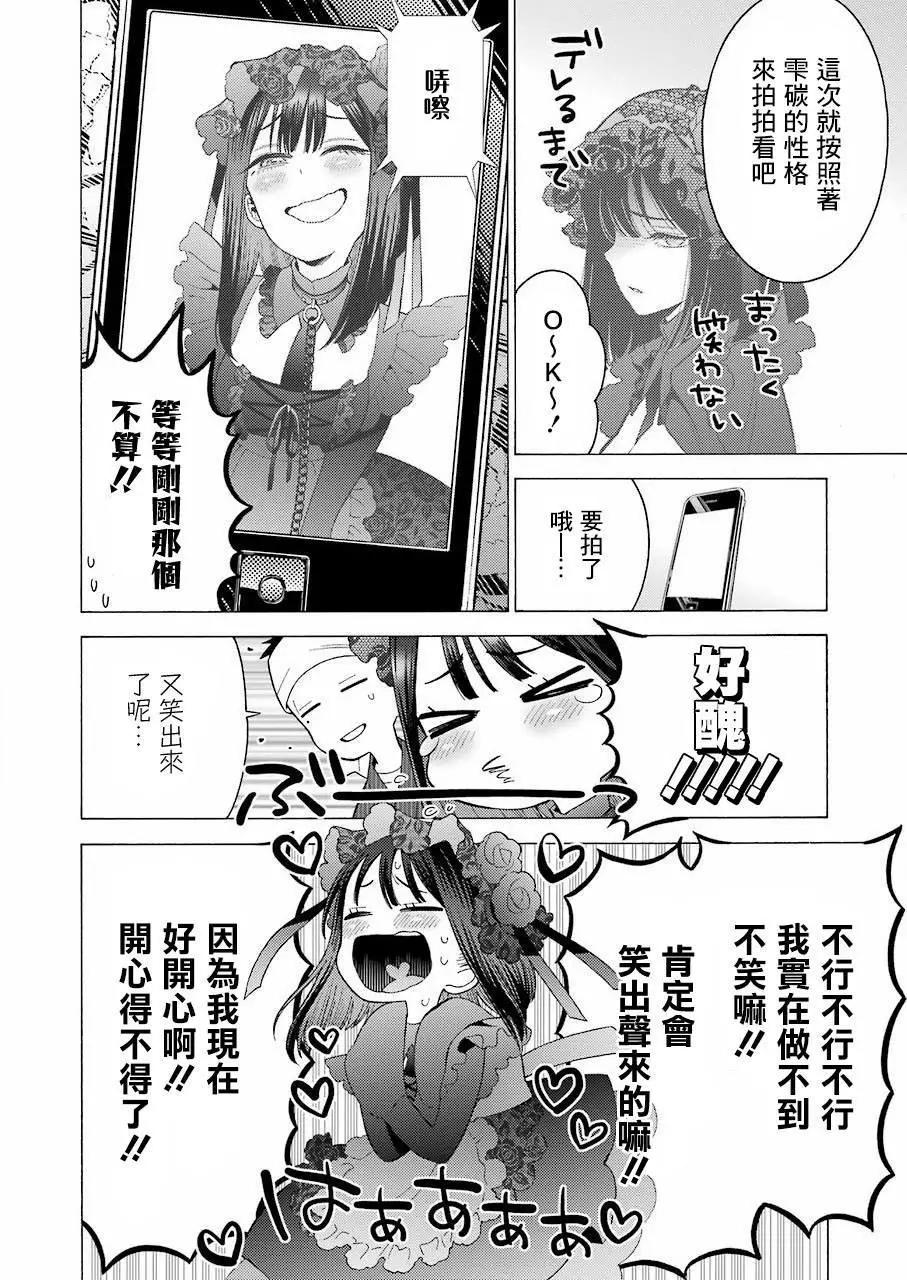 這次就按照著
雫碳的性格
來拍拍看吧
デレるまで
まったく
笑わない
O～K～！
要拍了
哦—…
哢嚓
等等剛剛那個
不算!!
好醜
!!!!!
又笑出來
了呢…
ぶーっ
不行不行不行
我實在做不到
不笑嘛!!
肯定會
笑出聲來的嘛!!
因為我現在
好開心啊!!
開心得不得了!!
はぁあぁあぁ